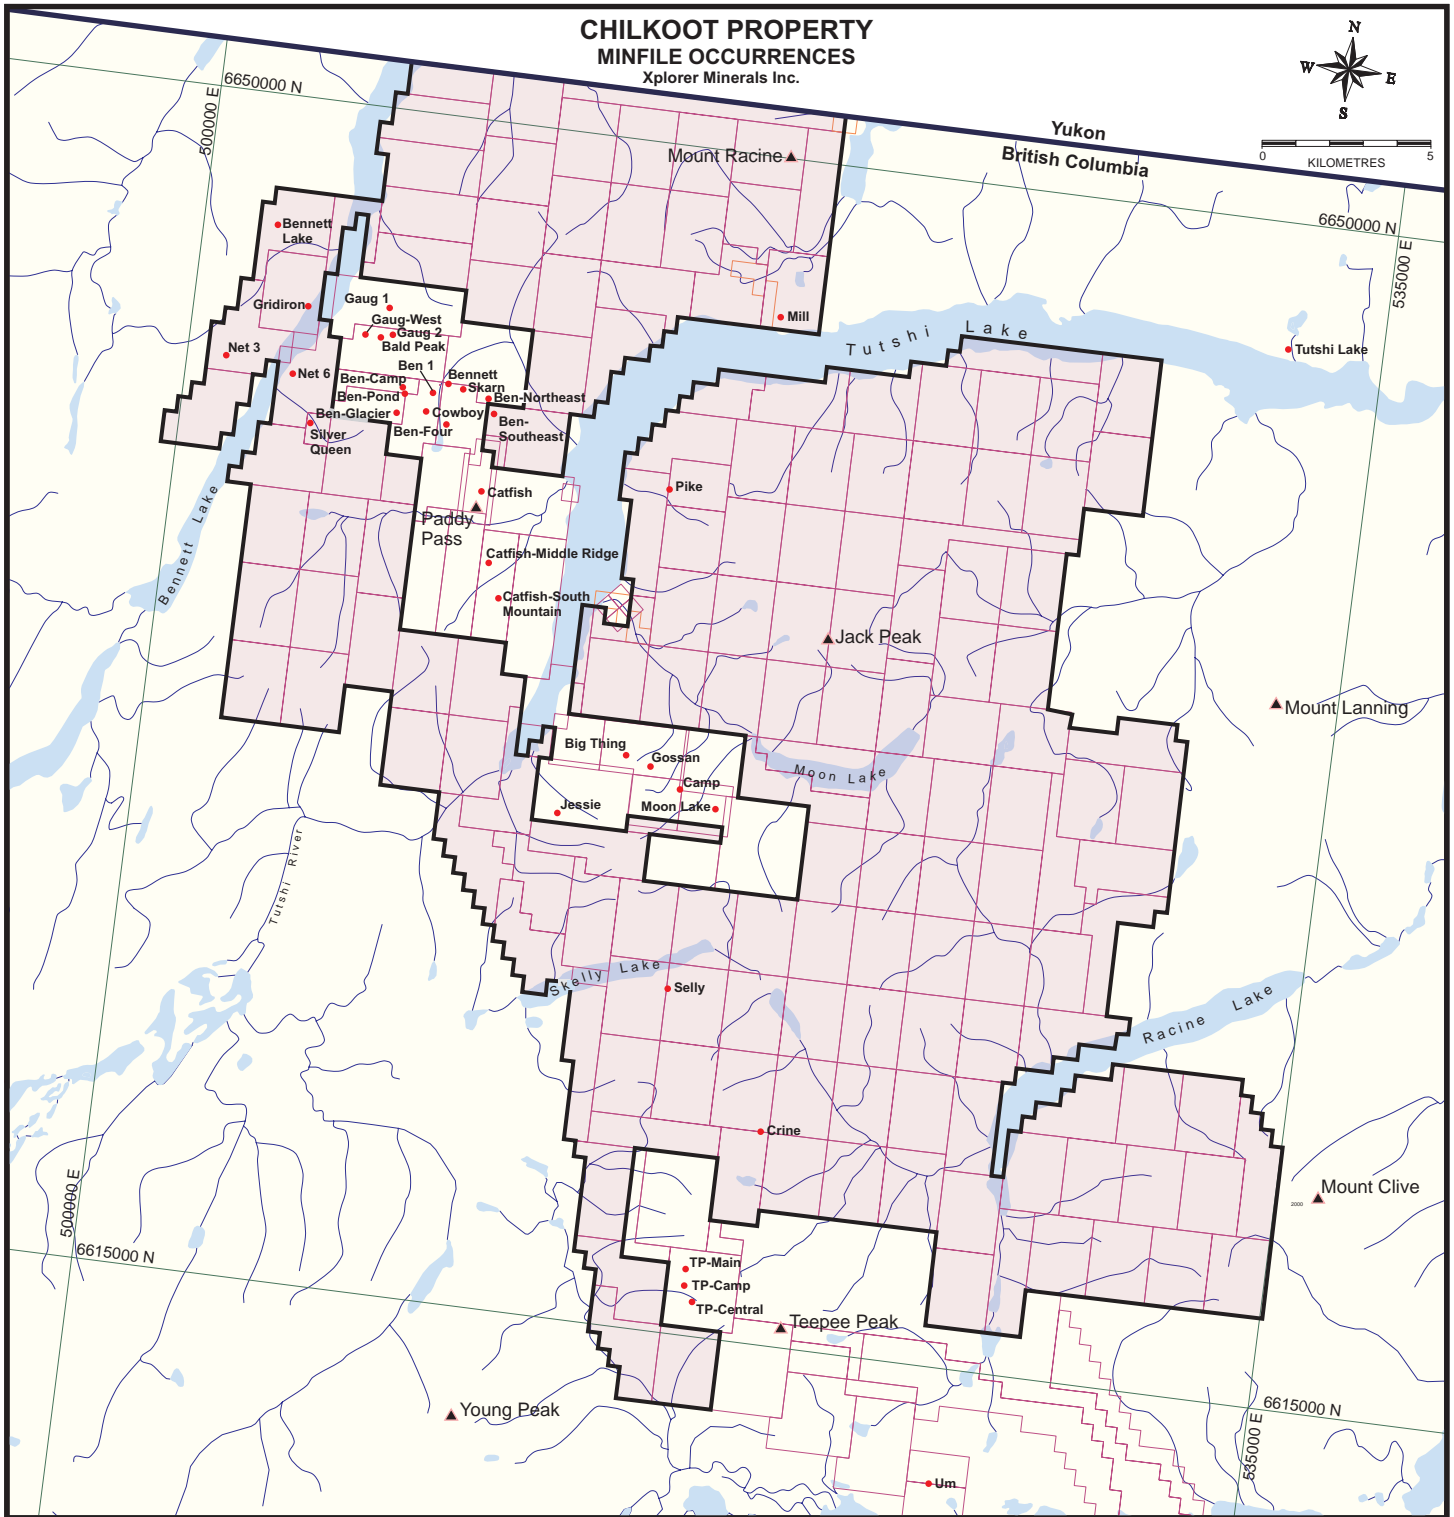 CHILKOOT PROPERTY
MINFILE OCCURRENCES
Xplorer Minerals Inc.
N
W
E
S
0
5
KILOMETRES
Yukon
British Columbia
6650000 N
500000 E
Mount Racine
6650000 N
535000 E
Bennett
Lake
Gridiron
Gaug 1
Gaug-West
Gaug 2
Bald Peak
Mill
Tutshi Lake
Tutshi Lake
Net 3
Net 6
Ben 1
Ben-Camp
Ben-Pond
Bennett
Skarn
Ben-Northeast
Ben-Glacier
Cowboy
Ben-Four
Ben-
Southeast
Silver
Queen
Bennett Lake
Catfish
Pike
Paddy
Pass
Catfish-Middle Ridge
Catfish-South
Mountain
Jack Peak
Mount Lanning
Big Thing
Gossan
Camp
Moon Lake
Jessie
Moon Lake
Tutshi River
Skelly Lake
Selly
Racine Lake
Crine
Mount Clive
2000
500000 E
6615000 N
TP-Main
TP-Camp
TP-Central
Teepee Peak
Young Peak
6615000 N
535000 E
Um